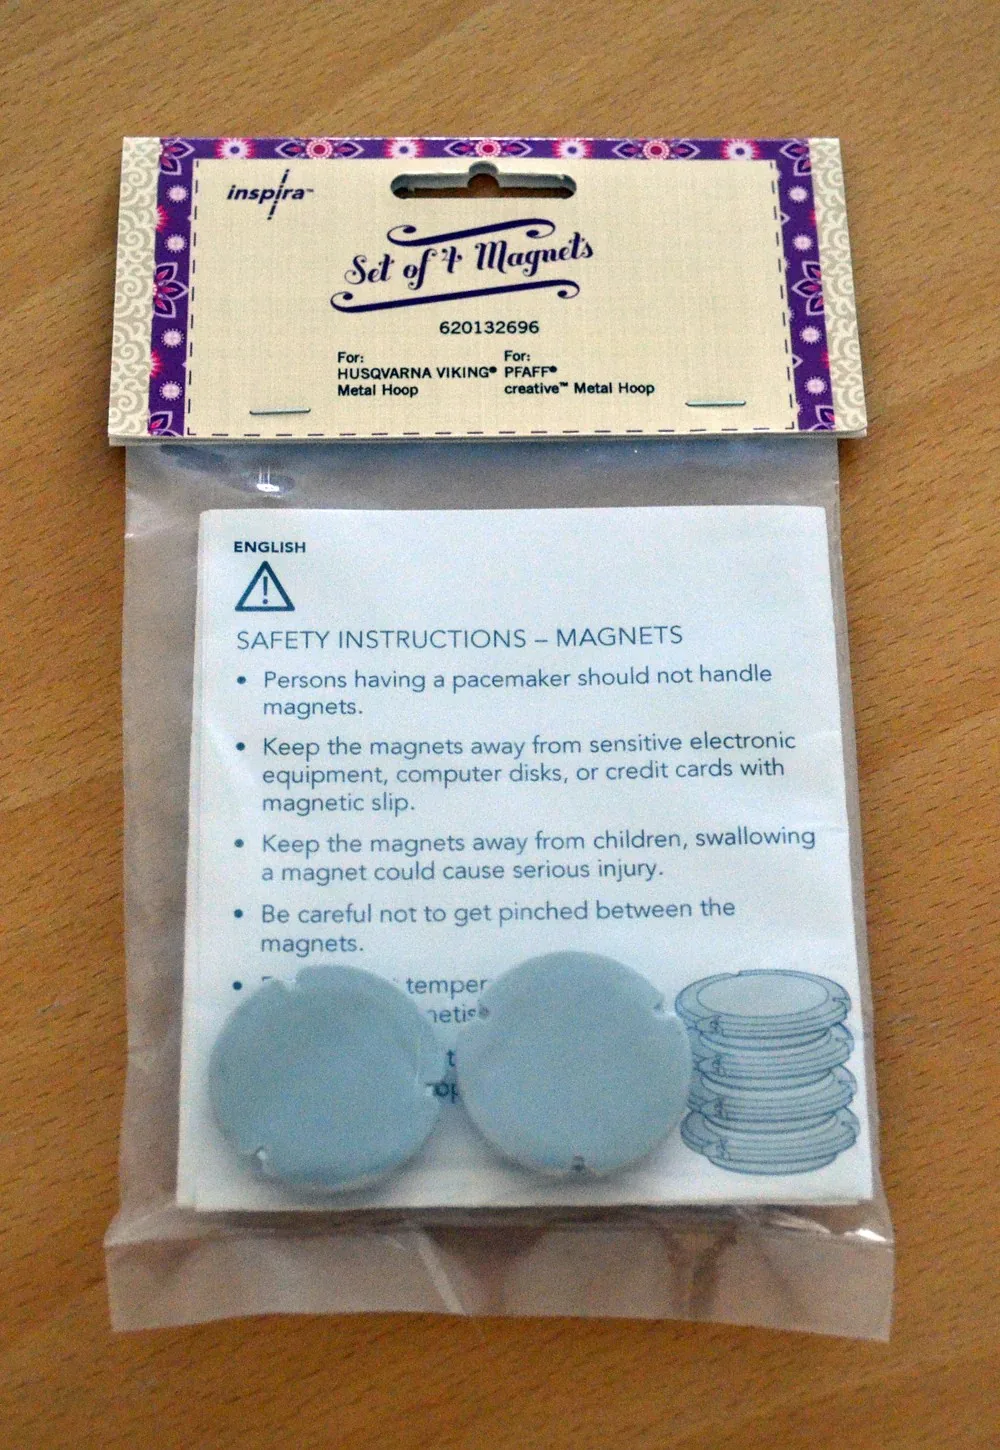 inspira™
Set of 4 Magnets
620132696
For:
HUSQVARNA VIKING®
Metal Hoop
For:
PFAFF®
creative™ Metal Hoop
ENGLISH
SAFETY INSTRUCTIONS – MAGNETS
• Persons having a pacemaker should not handle
magnets.
• Keep the magnets away from sensitive electronic
equipment, computer disks, or credit cards with
magnetic slip.
• Keep the magnets away from children, swallowing
a magnet could cause serious injury.
• Be careful not to get pinched between the
magnets.
•